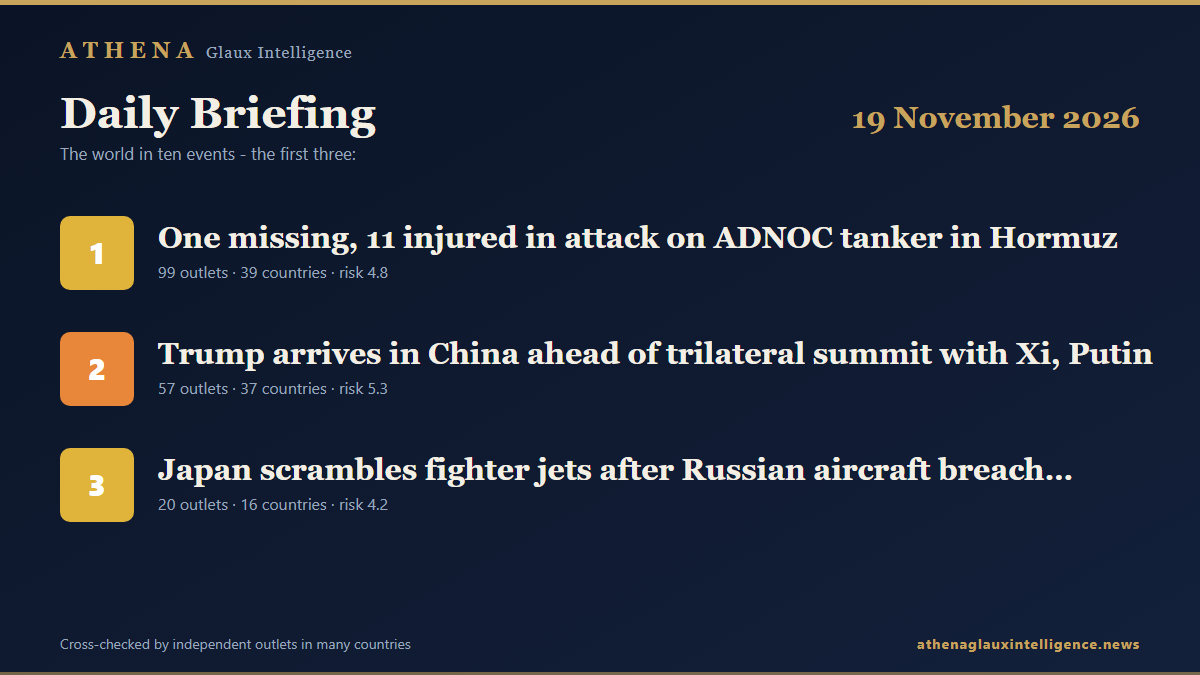 ATHENA Glaux Intelligence
Daily Briefing
19 November 2026
The world in ten events - the first three:
1
One missing, 11 injured in attack on ADNOC tanker in Hormuz
99 outlets · 39 countries · risk 4.8
2
Trump arrives in China ahead of trilateral summit with Xi, Putin
57 outlets · 37 countries · risk 5.3
3
Japan scrambles fighter jets after Russian aircraft breach...
20 outlets · 16 countries · risk 4.2
Cross-checked by independent outlets in many countries
athenaglauxintelligence.news